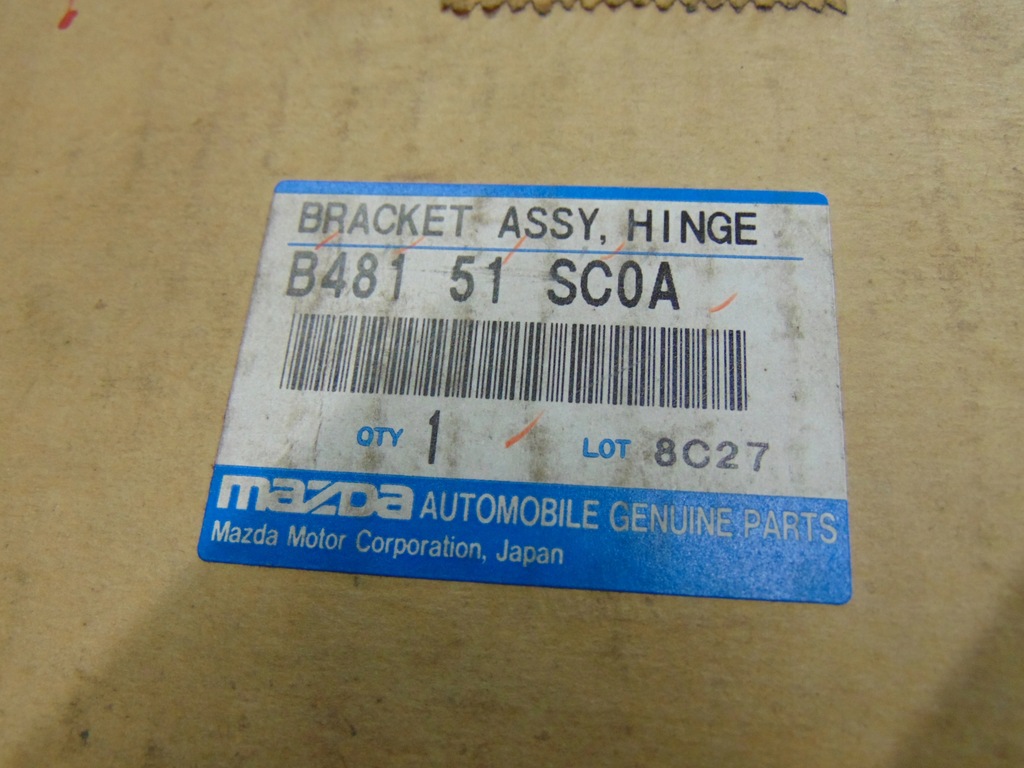 BRACKET ASSY, HINGE
B481 51 SC0A
QTY 1 LOT 8C27
mazda AUTOMOBILE GENUINE PARTS
Mazda Motor Corporation, Japan